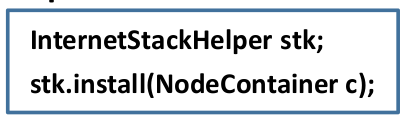 InternetStackHelper stk;
stk.install(NodeContainer c);